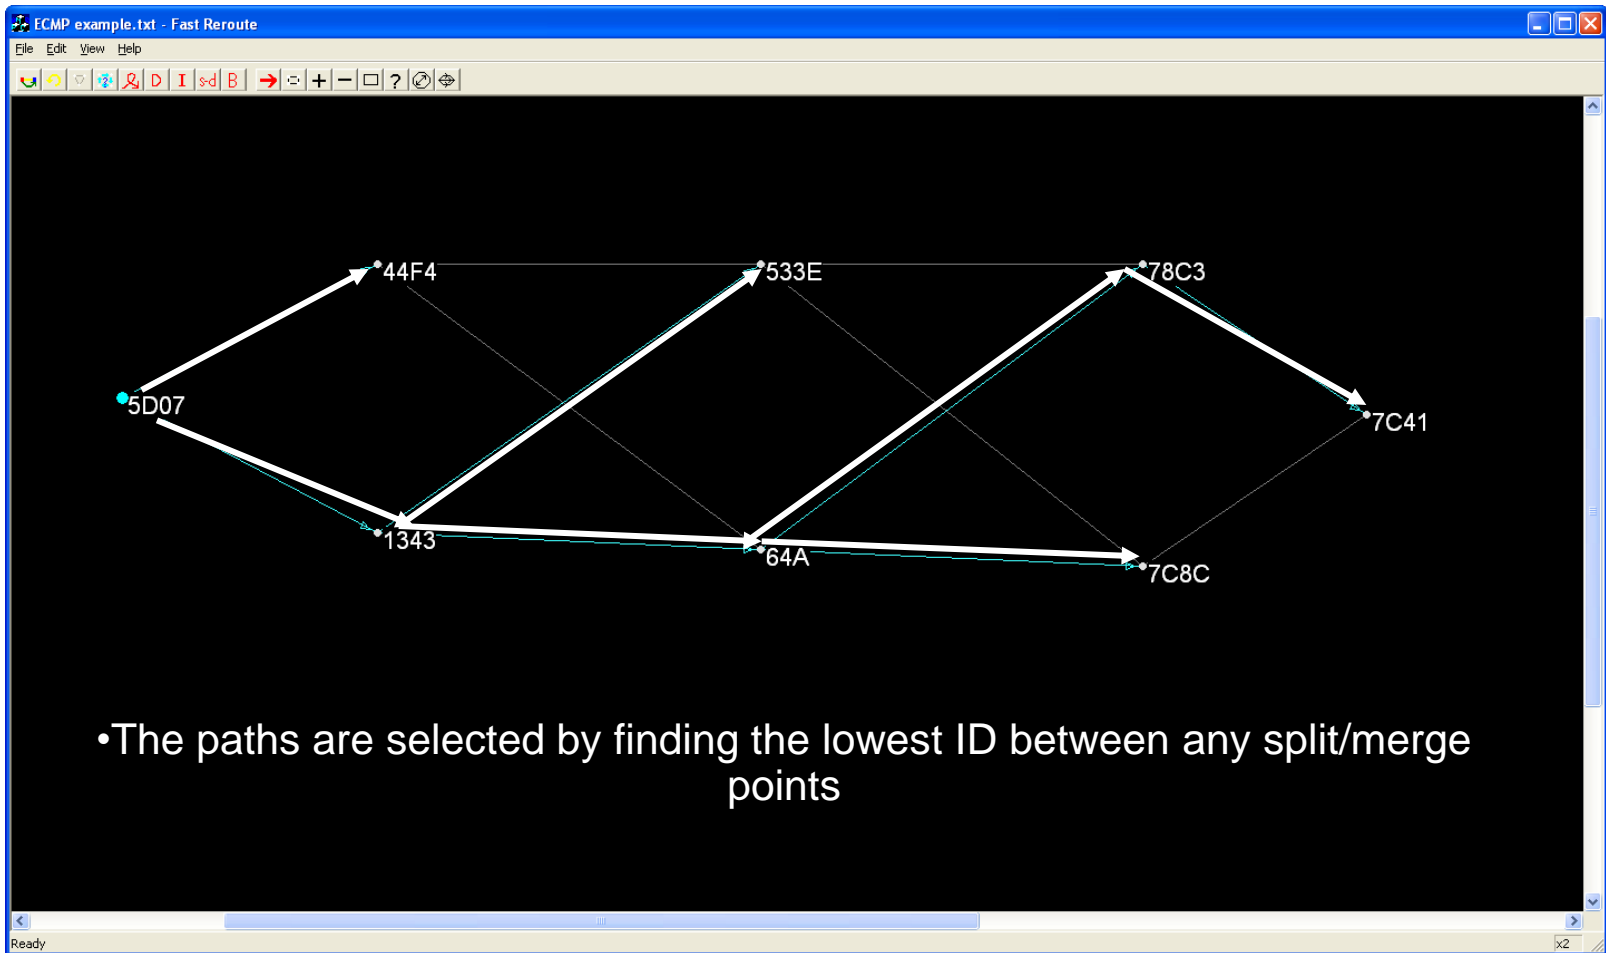 ECMP example.txt - Fast Reroute
File Edit View Help
D I s-d B ?
44F4 533E 78C3
5D07 7C41
1343 64A 7C8C
•The paths are selected by finding the lowest ID between any split/merge
points
Ready x2